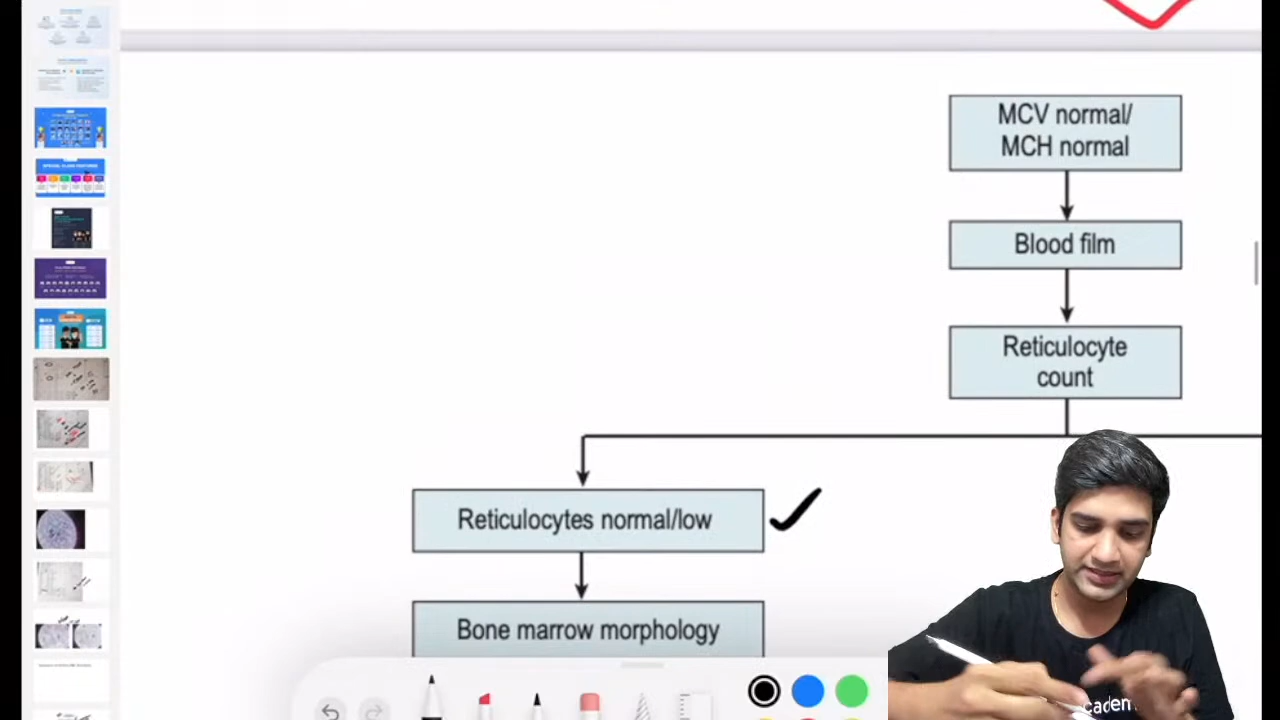 MCV normal/
MCH normal
Blood film
Reticulocyte
count
Reticulocytes normal/low
Bone marrow morphology